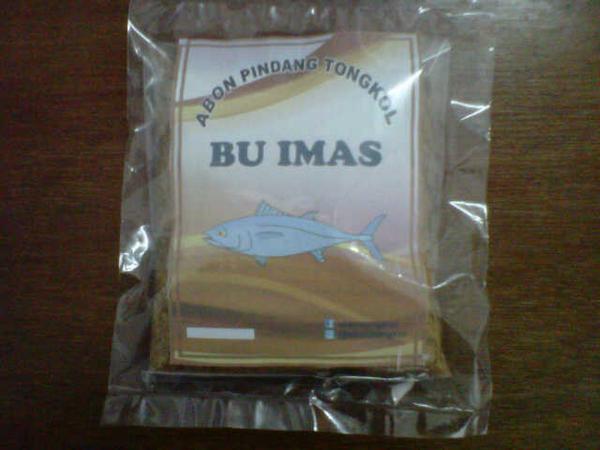 ABON PINDANG TONGKOL
BU IMAS